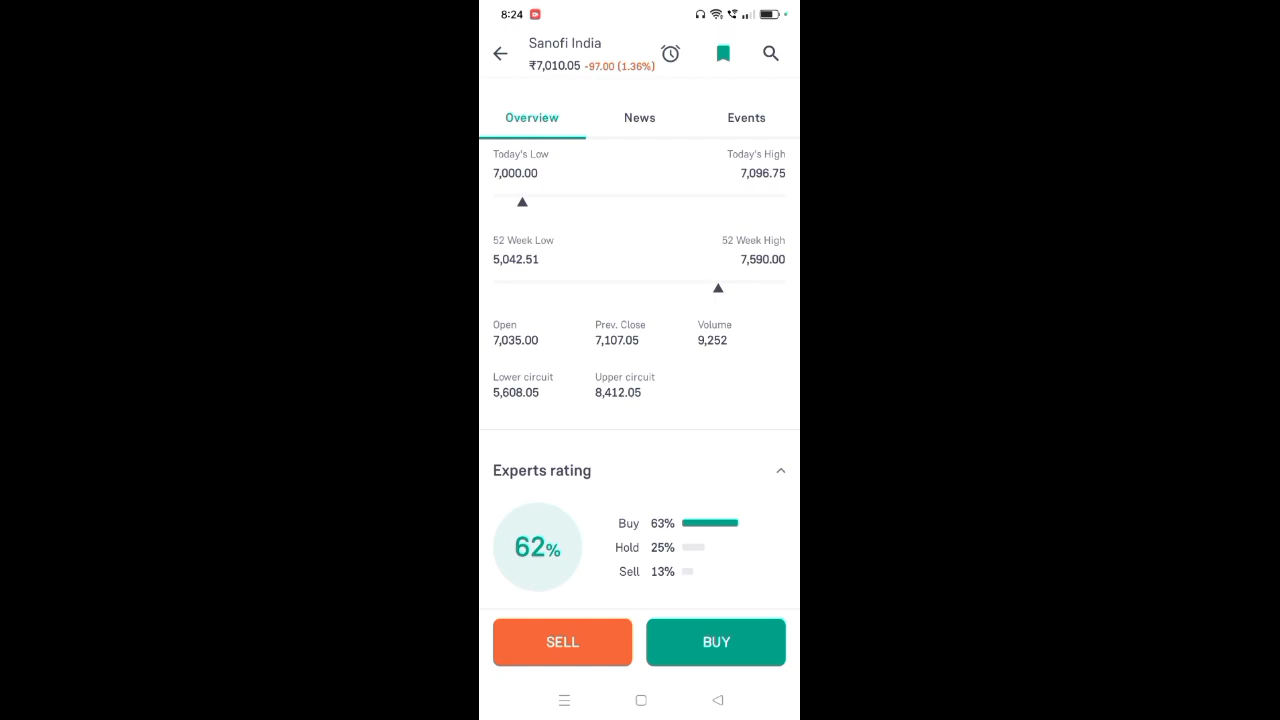 8:24
Sanofi India
₹7,010.05 -97.00 (1.36%)
Overview News Events
Today's Low Today's High
7,000.00 7,096.75
52 Week Low 52 Week High
5,042.51 7,590.00
Open Prev. Close Volume
7,035.00 7,107.05 9,252
Lower circuit Upper circuit
5,608.05 8,412.05
Experts rating
62%
Buy 63%
Hold 25%
Sell 13%
SELL BUY